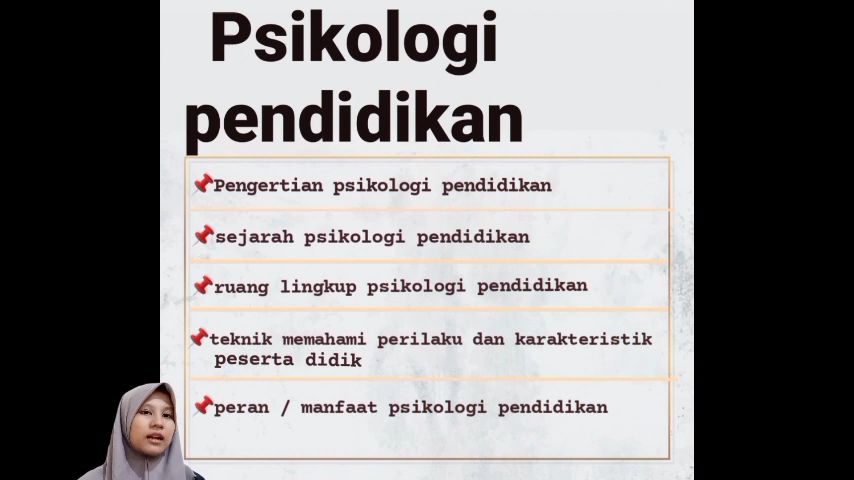 Psikologi
pendidikan
📌Pengertian psikologi pendidikan
📌sejarah psikologi pendidikan
📌ruang lingkup psikologi pendidikan
📌teknik memahami perilaku dan karakteristik
peserta didik
📌peran / manfaat psikologi pendidikan